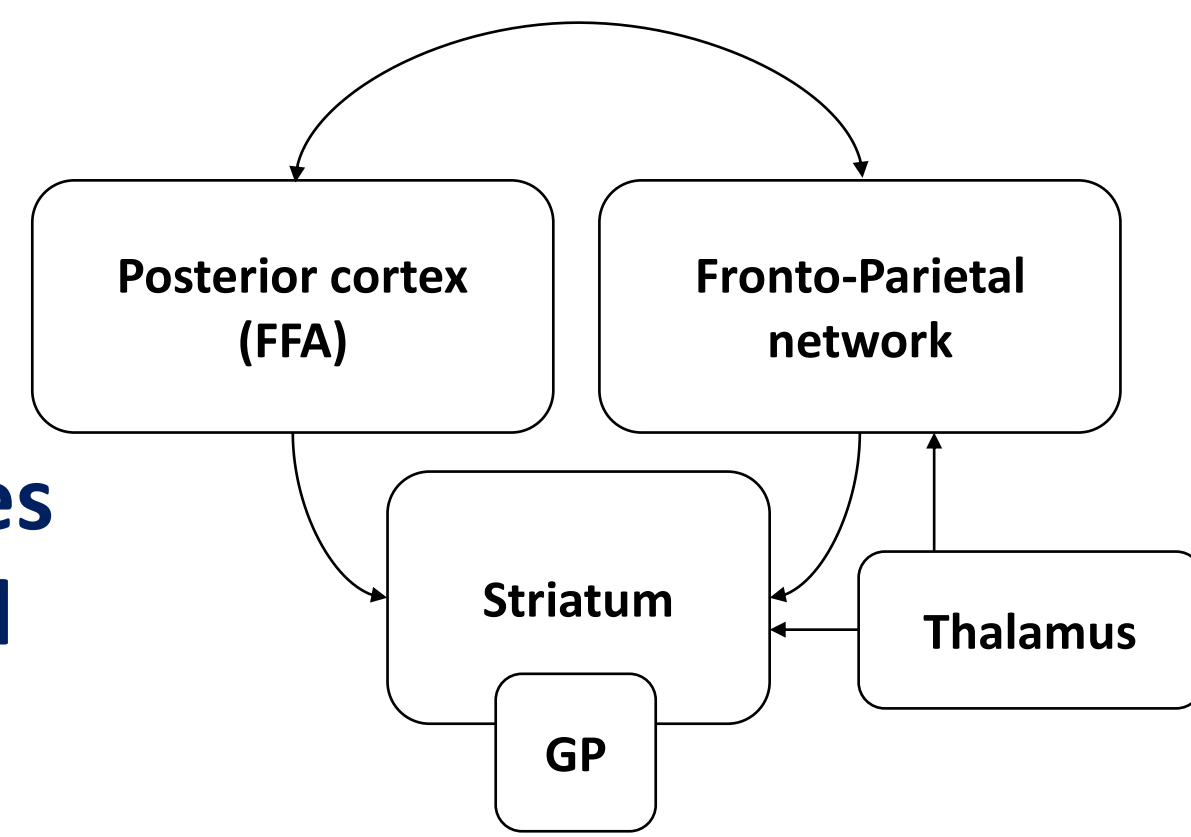 Posterior cortex
(FFA)
Fronto-Parietal
network
Striatum
Thalamus
GP